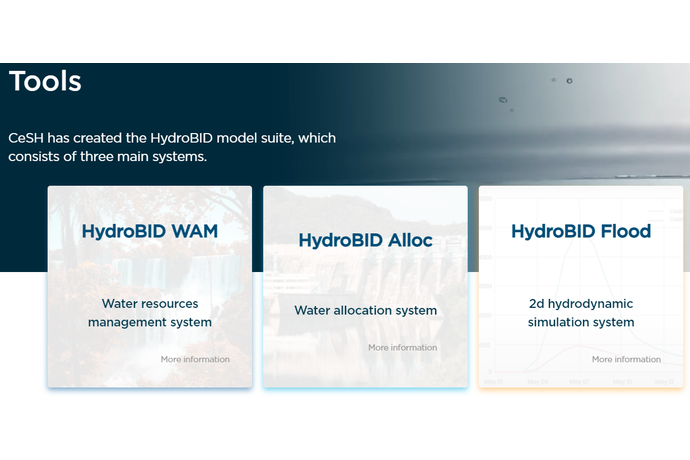 Tools
CeSH has created the HydroBID model suite, which
consists of three main systems.
HydroBID WAM
Water resources
management system
More information
HydroBID Alloc
Water allocation system
More information
HydroBID Flood
2d hydrodynamic
simulation system
More information